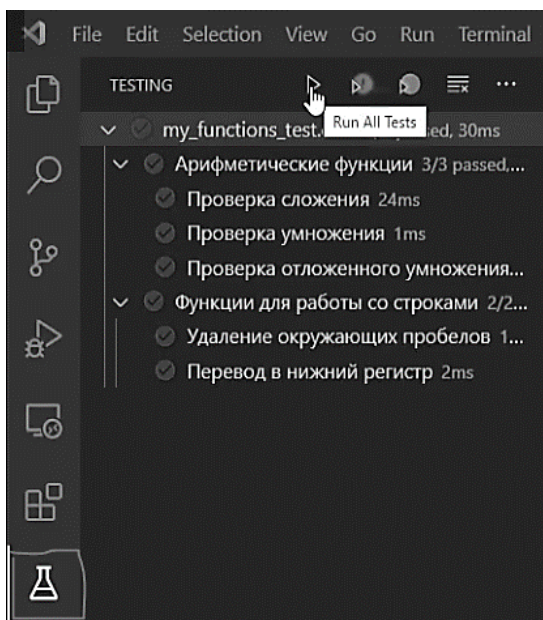 File Edit Selection View Go Run Terminal
TESTING
Run All Tests
my_functions_test. ed, 30ms
Арифметические функции 3/3 passed,...
Проверка сложения 24ms
Проверка умножения 1ms
Проверка отложенного умножения...
Функции для работы со строками 2/2...
Удаление окружающих пробелов 1...
Перевод в нижний регистр 2ms